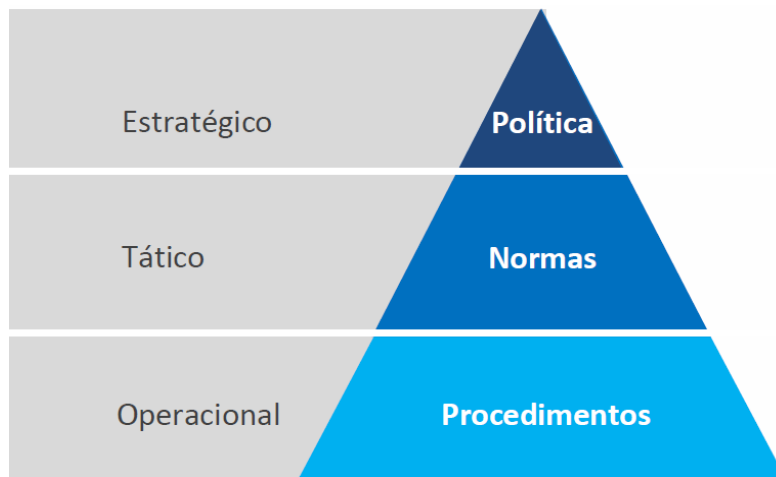 Estratégico Política
Tático Normas
Operacional Procedimentos